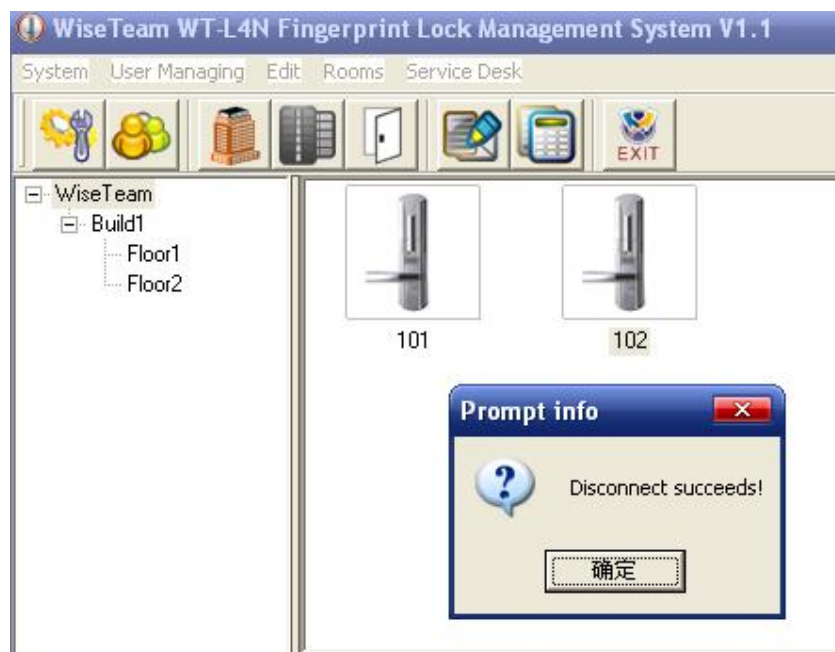 WiseTeam WT-L4N Fingerprint Lock Management System V1.1
System User Managing Edit Rooms Service Desk
EXIT
WiseTeam
Build1
Floor1
Floor2
101 102
Prompt info
Disconnect succeeds!
确定